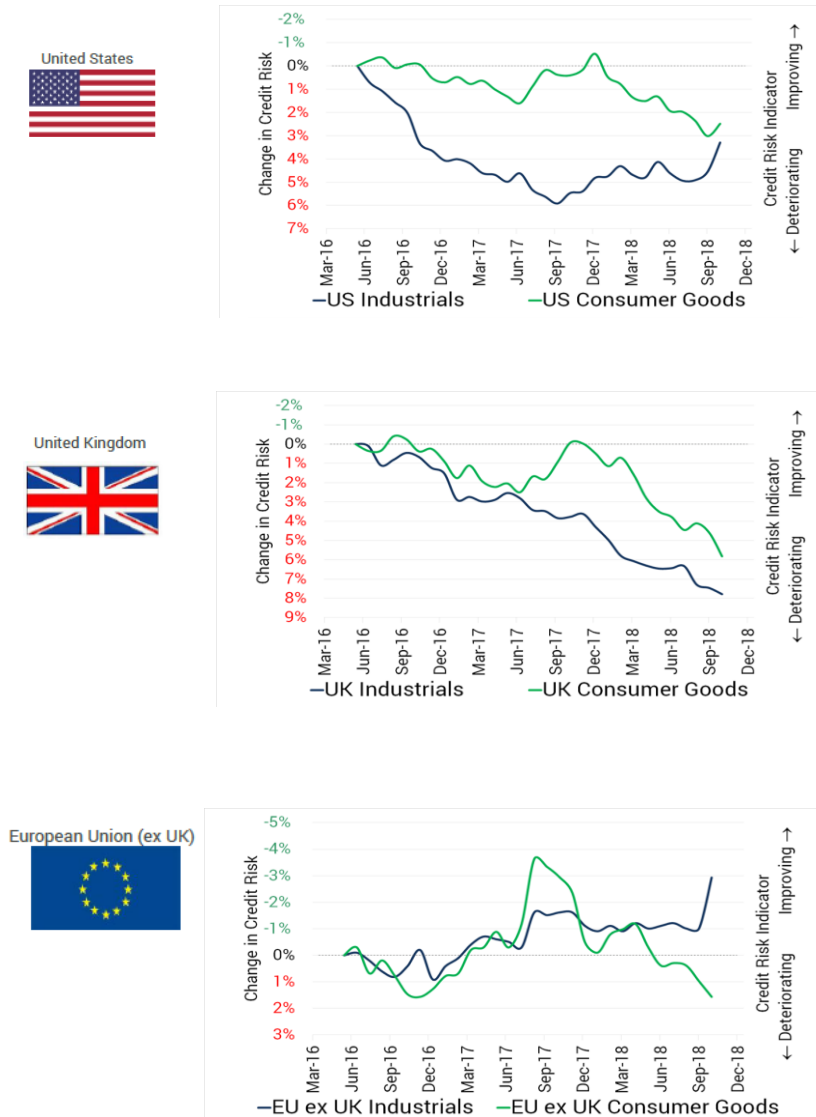 United States
-2%
-1%
0%
1%
2%
3%
4%
5%
6%
7%
Change in Credit Risk
Mar-16
Jun-16
Sep-16
Dec-16
Mar-17
Jun-17
Sep-17
Dec-17
Mar-18
Jun-18
Sep-18
Dec-18
Credit Risk Indicator
← Deteriorating Improving →
US Industrials US Consumer Goods
United Kingdom
-2%
-1%
0%
1%
2%
3%
4%
5%
6%
7%
8%
9%
Change in Credit Risk
Mar-16
Jun-16
Sep-16
Dec-16
Mar-17
Jun-17
Sep-17
Dec-17
Mar-18
Jun-18
Sep-18
Dec-18
Credit Risk Indicator
← Deteriorating Improving →
UK Industrials UK Consumer Goods
European Union (ex UK)
-5%
-4%
-3%
-2%
-1%
0%
1%
2%
3%
Change in Credit Risk
Mar-16
Jun-16
Sep-16
Dec-16
Mar-17
Jun-17
Sep-17
Dec-17
Mar-18
Jun-18
Sep-18
Dec-18
Credit Risk Indicator
← Deteriorating Improving →
EU ex UK Industrials EU ex UK Consumer Goods